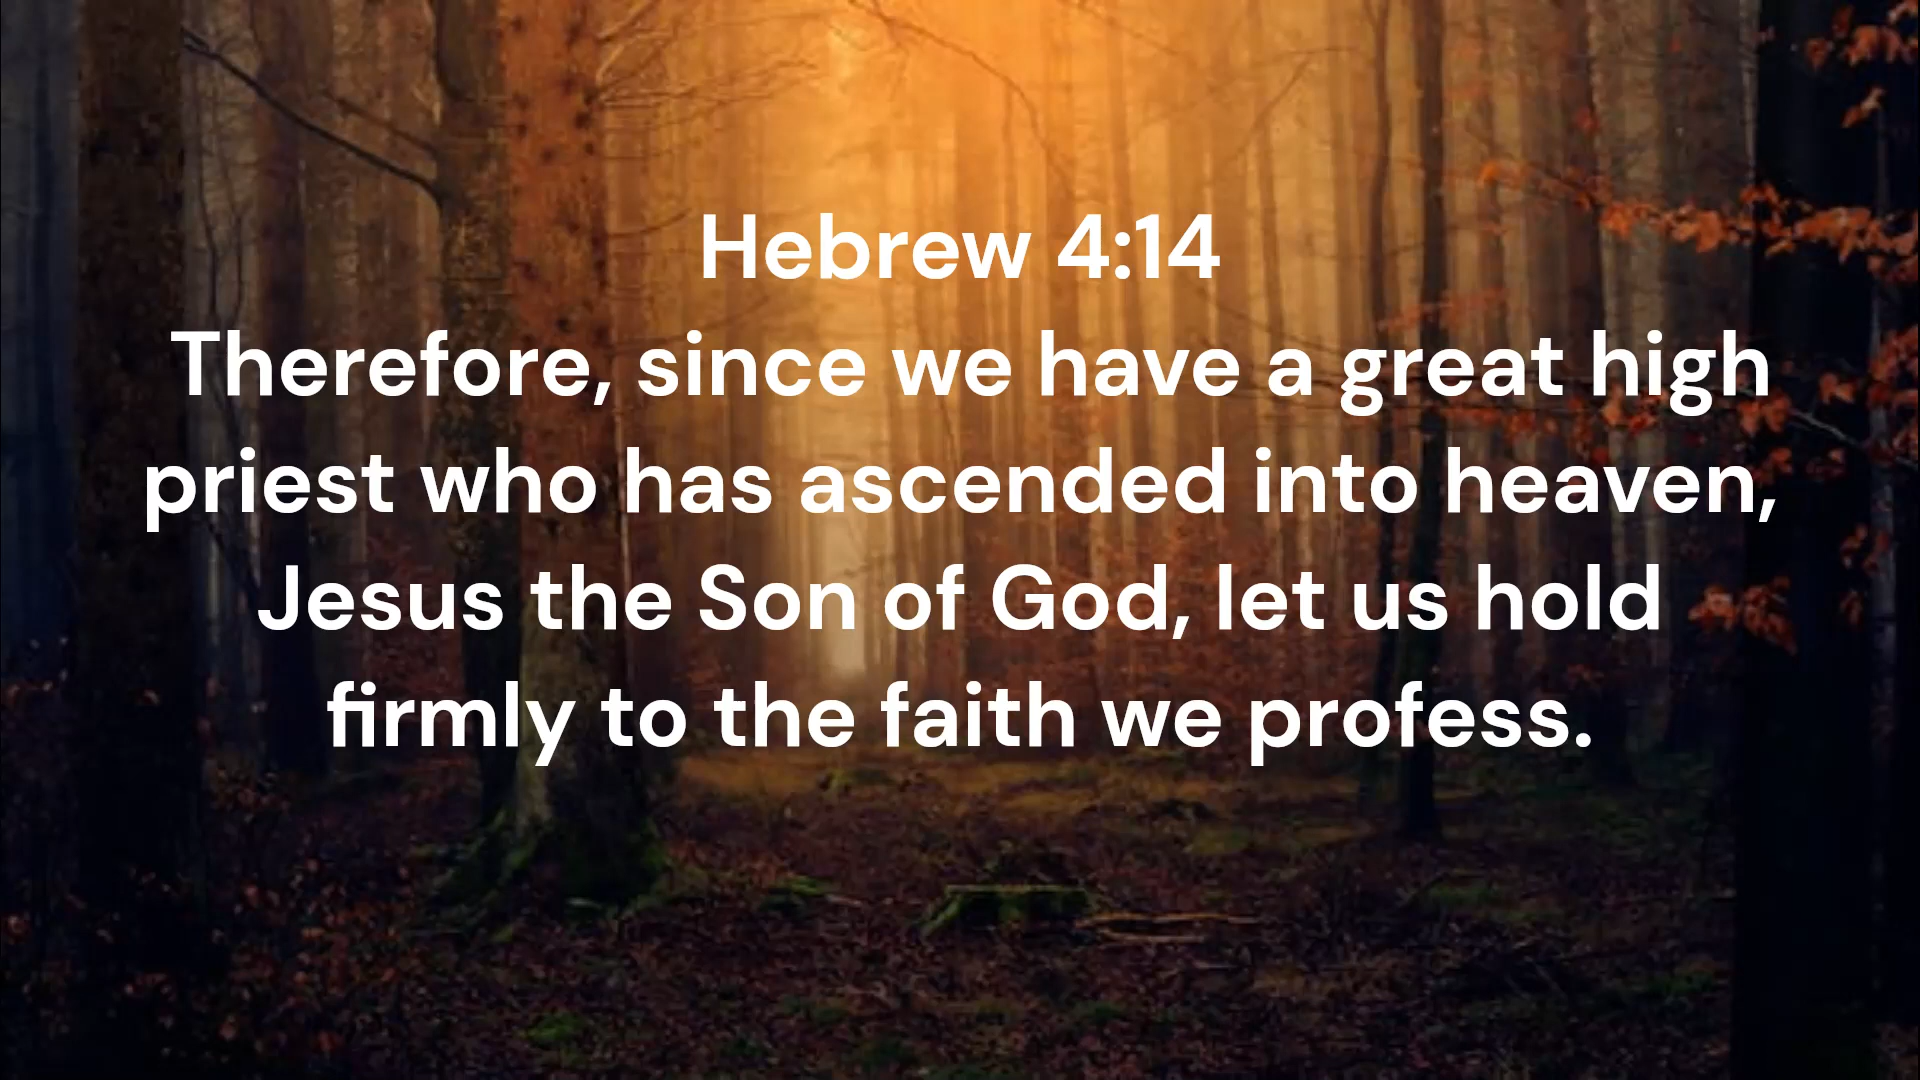 Hebrew 4:14
Therefore, since we have a great high
priest who has ascended into heaven,
Jesus the Son of God, let us hold
firmly to the faith we profess.